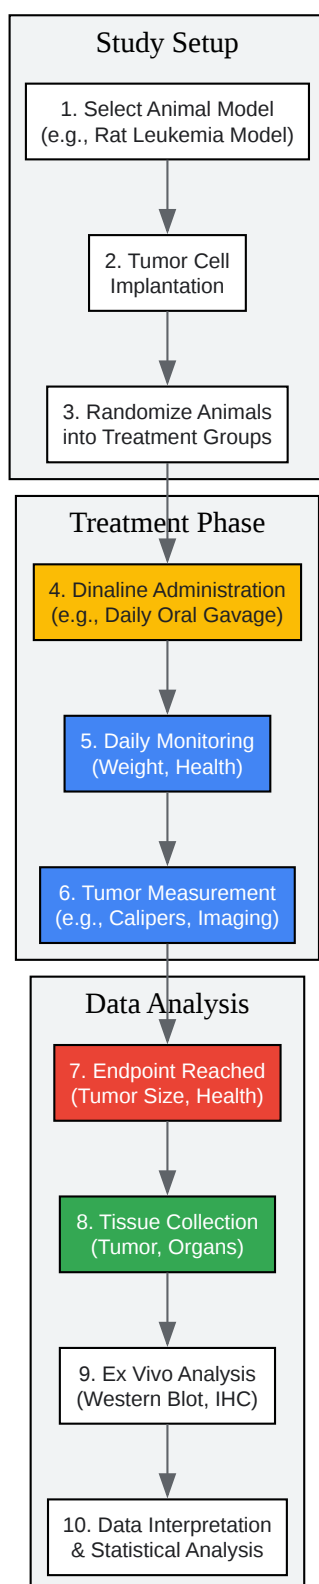 Study Setup
1. Select Animal Model
(e.g., Rat Leukemia Model)
2. Tumor Cell
Implantation
3. Randomize Animals
into Treatment Groups
Treatment Phase
4. Dinaline Administration
(e.g., Daily Oral Gavage)
5. Daily Monitoring
(Weight, Health)
6. Tumor Measurement
(e.g., Calipers, Imaging)
Data Analysis
7. Endpoint Reached
(Tumor Size, Health)
8. Tissue Collection
(Tumor, Organs)
9. Ex Vivo Analysis
(Western Blot, IHC)
10. Data Interpretation
& Statistical Analysis